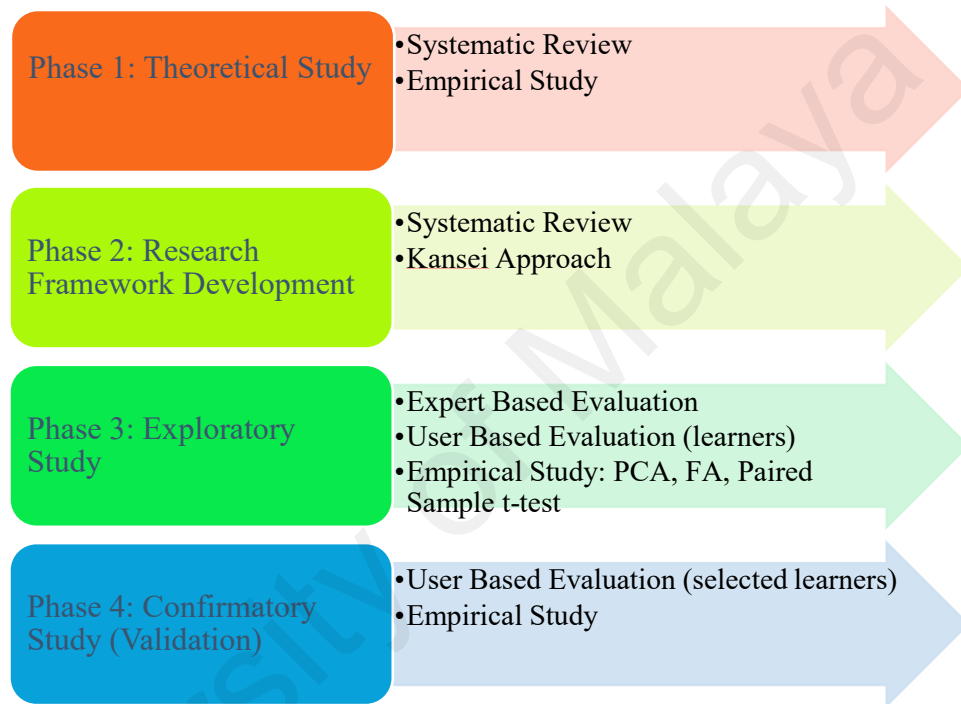 Phase 1: Theoretical Study
•Systematic Review
•Empirical Study
Phase 2: Research
Framework Development
•Systematic Review
•Kansei Approach
Phase 3: Exploratory
Study
•Expert Based Evaluation
•User Based Evaluation (learners)
•Empirical Study: PCA, FA, Paired
Sample t-test
Phase 4: Confirmatory
Study (Validation)
•User Based Evaluation (selected learners)
•Empirical Study
ersity of Malaya